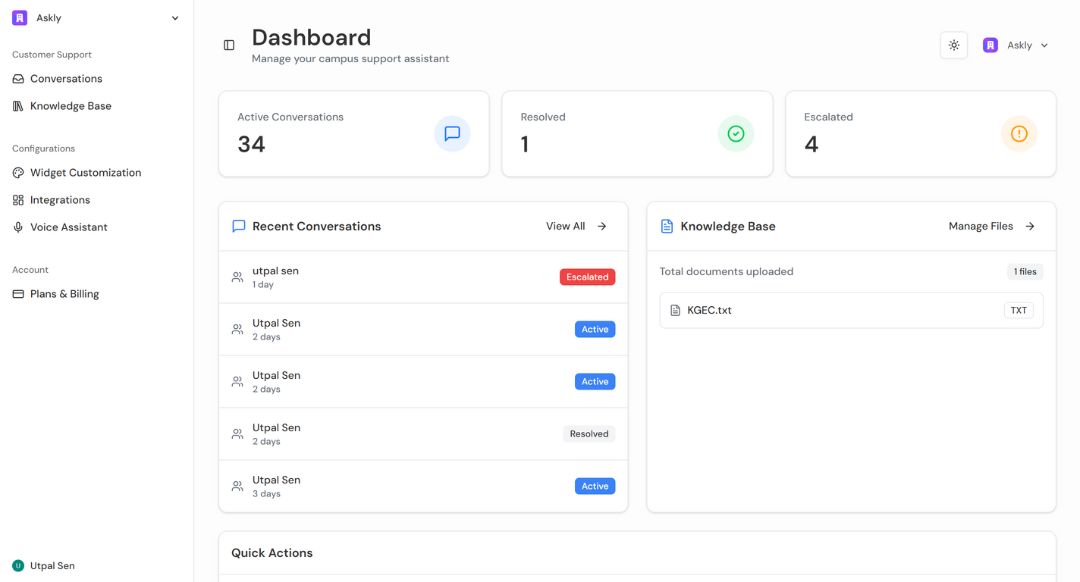 Askly
Customer Support
Conversations
Knowledge Base
Configurations
Widget Customization
Integrations
Voice Assistant
Account
Plans & Billing
U Utpal Sen
Dashboard
Manage your campus support assistant
Askly
Active Conversations
34
Resolved
1
Escalated
4
Recent Conversations View All
utpal sen
1 day
Escalated
Utpal Sen
2 days
Active
Utpal Sen
2 days
Active
Utpal Sen
2 days
Resolved
Utpal Sen
3 days
Active
Knowledge Base Manage Files
Total documents uploaded 1 files
KGEC.txt TXT
Quick Actions